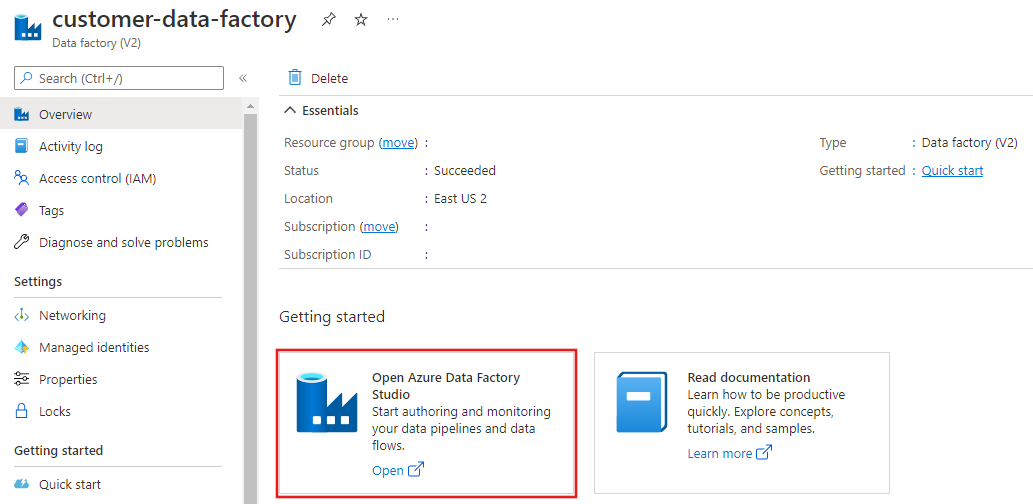 customer-data-factory
Data factory (V2)
Search (Ctrl+/)
«
Overview
Activity log
Access control (IAM)
Tags
Diagnose and solve problems
Settings
Networking
Managed identities
Properties
Locks
Getting started
Quick start
Delete
Essentials
Resource group (move) :
Status : Succeeded
Location : East US 2
Subscription (move) :
Subscription ID :
Type : Data factory (V2)
Getting started : Quick start
Getting started
Open Azure Data Factory
Studio
Start authoring and monitoring
your data pipelines and data
flows.
Open
Read documentation
Learn how to be productive
quickly. Explore concepts,
tutorials, and samples.
Learn more